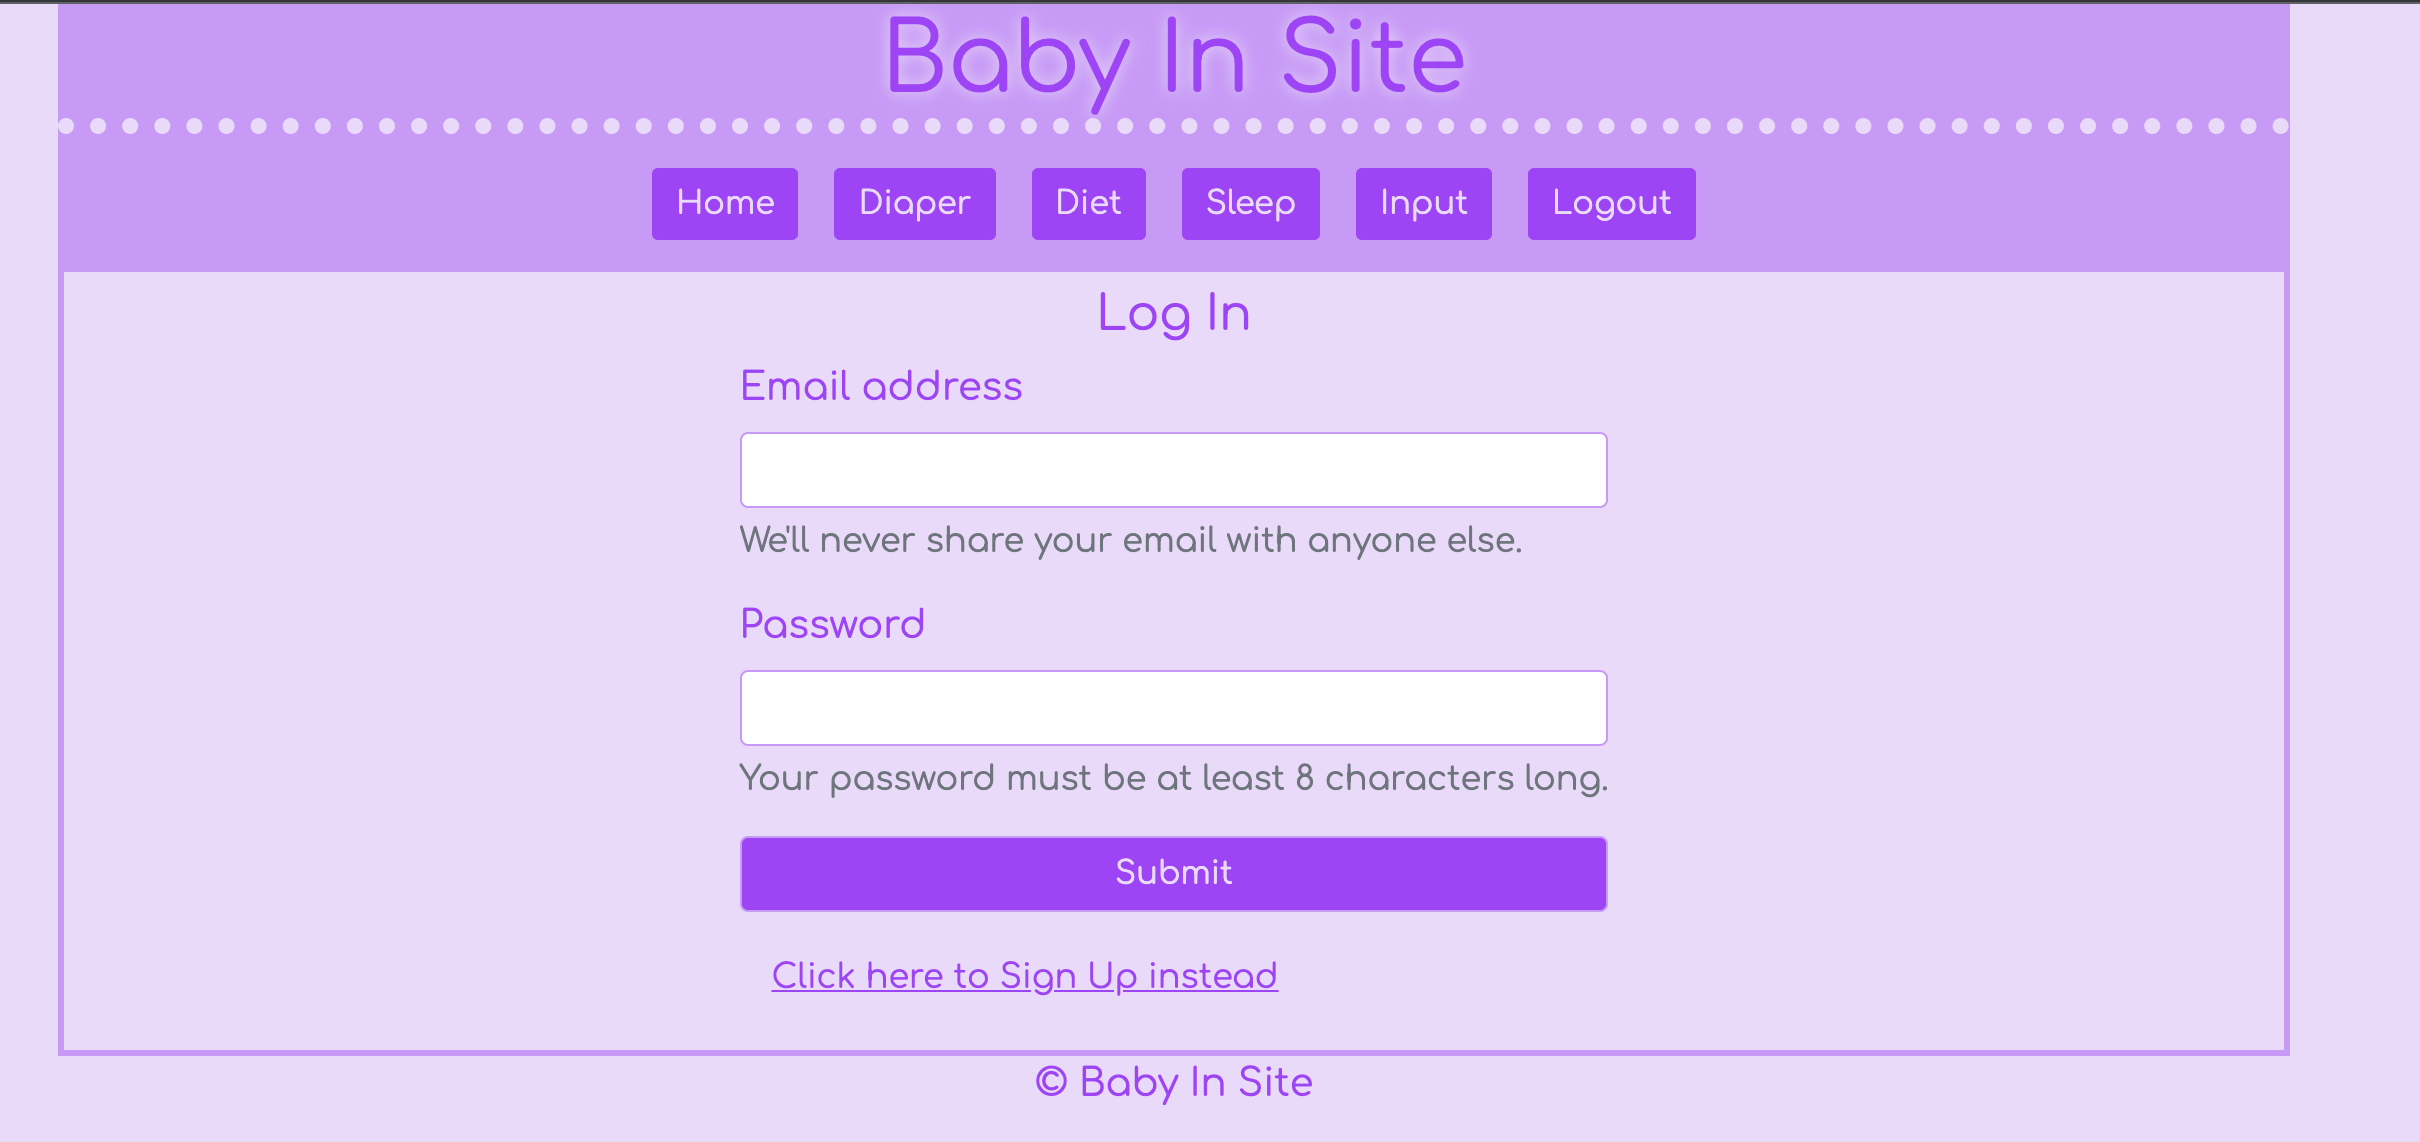 Baby In Site
Home Diaper Diet Sleep Input Logout
Log In
Email address
We'll never share your email with anyone else.
Password
Your password must be at least 8 characters long.
Submit
Click here to Sign Up instead
© Baby In Site